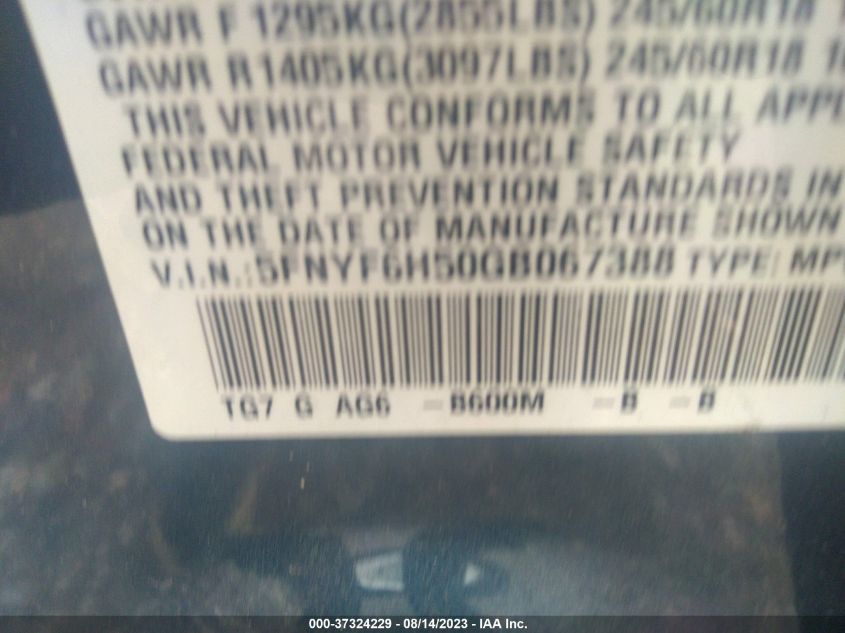 GAWR F 1295KG(2855LBS) 245/60R18
GAWR R1405KG(3097LBS) 245/60R18
THIS VEHICLE CONFORMS TO ALL APPL
FEDERAL MOTOR VEHICLE SAFETY
AND THEFT PREVENTION STANDARDS IN
ON THE DATE OF MANUFACTURE SHOWN
V.I.N.:5FNYF6H50GB067388 TYPE: MP
TG7 G AG6 -B600M -B -B
000-37324229 - 08/14/2023 - IAA Inc.